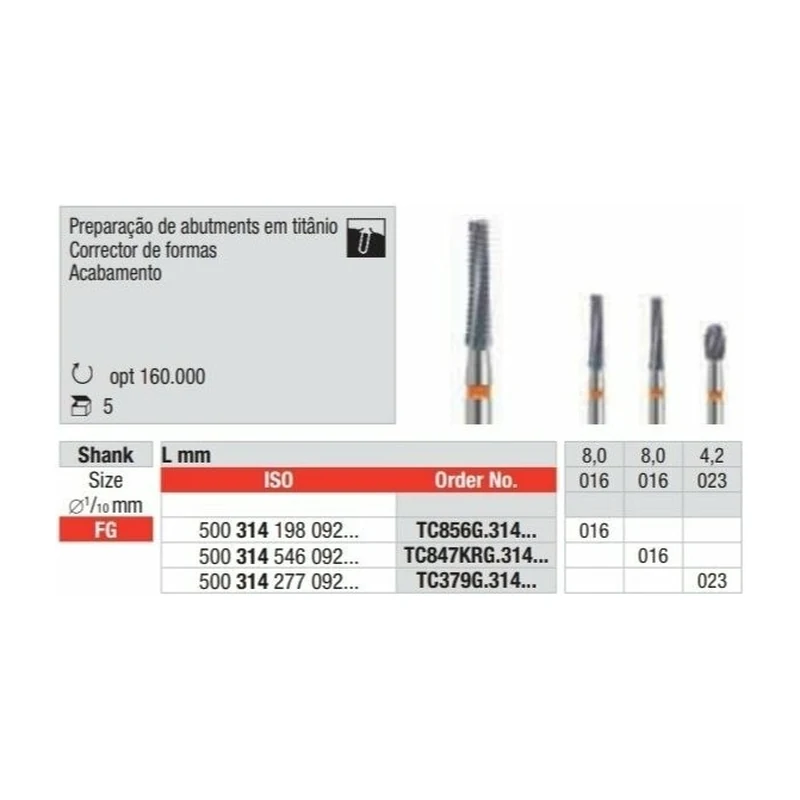 Preparação de abutments em titânio
Corrector de formas
Acabamento
opt 160.000
5
Shank L mm 8,0 8,0 4,2
Size ISO Order No. 016 016 023
⌀1/10 mm
FG 500 314 198 092... TC856G.314... 016
500 314 546 092... TC847KRG.314... 016
500 314 277 092... TC379G.314... 023